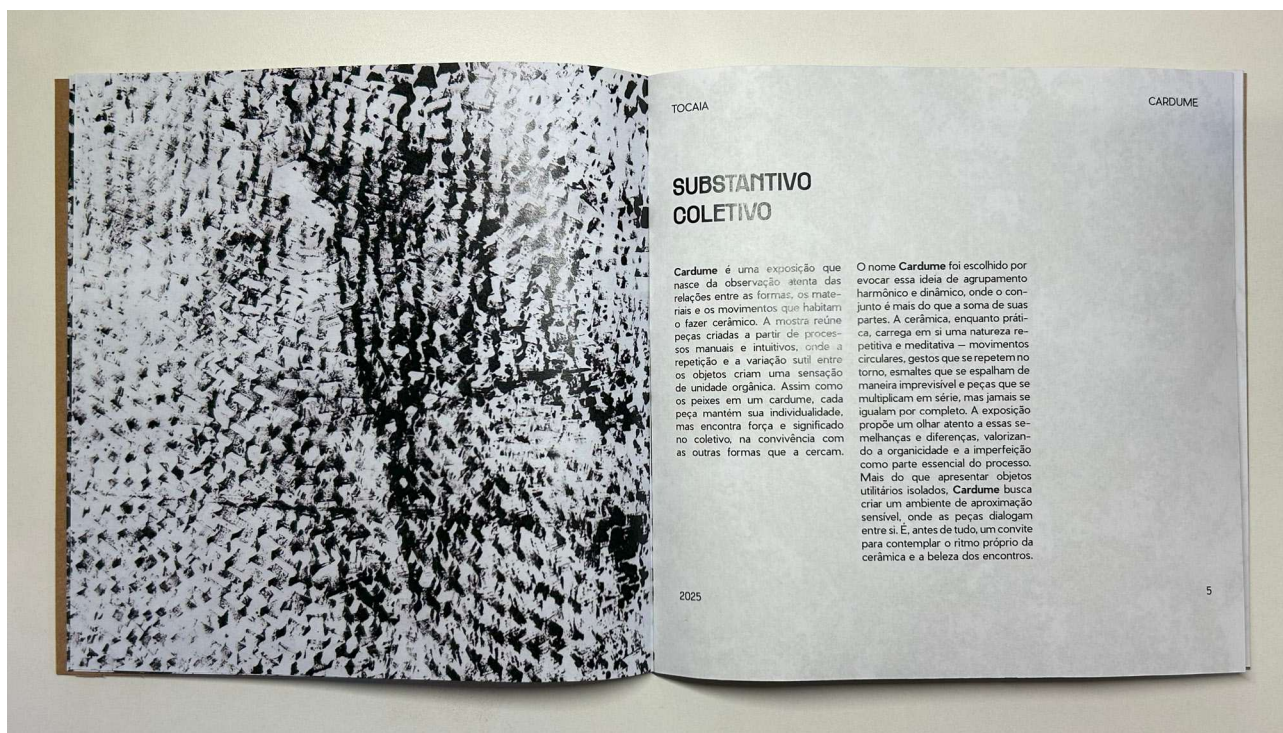 TOCAIA
CARDUME
SUBSTANTIVO
COLETIVO
Cardume é uma exposição que
nasce da observação atenta das
relações entre as formas, os mate-
riais e os movimentos que habitam
o fazer cerâmico. A mostra reúne
peças criadas a partir de proces-
sos manuais e intuitivos, onde a
repetição e a variação sutil entre
os objetos criam uma sensação
de unidade orgânica. Assim como
os peixes em um cardume, cada
peça mantém sua individualidade,
mas encontra força e significado
no coletivo, na convivência com
as outras formas que a cercam.
O nome Cardume foi escolhido por
evocar essa ideia de agrupamento
harmônico e dinâmico, onde o con-
junto é mais do que a soma de suas
partes. A cerâmica, enquanto práti-
ca, carrega em si uma natureza re-
petitiva e meditativa — movimentos
circulares, gestos que se repetem no
torno, esmaltes que se espalham de
maneira imprevisível e peças que se
multiplicam em série, mas jamais se
igualam por completo. A exposição
propõe um olhar atento a essas se-
melhanças e diferenças, valorizan-
do a organicidade e a imperfeição
como parte essencial do processo.
Mais do que apresentar objetos
utilitários isolados, Cardume busca
criar um ambiente de aproximação
sensível, onde as peças dialogam
entre si. É, antes de tudo, um convite
para contemplar o ritmo próprio da
cerâmica e a beleza dos encontros.
2025
5